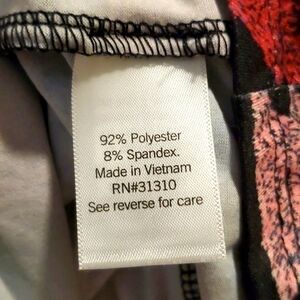 92% Polyester
8% Spandex.
Made in Vietnam
RN#31310
See reverse for care